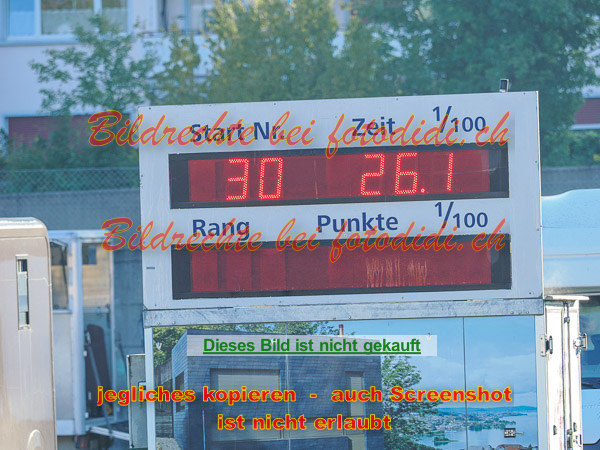 Start Nr. Zeit 1/100
Bildrechte bei fotodidi.ch
30 26.1
Rang Punkte 1/100
Bildrechte bei fotodidi.ch
Dieses Bild ist nicht gekauft
jegliches kopieren - auch Screenshot
ist nicht erlaubt